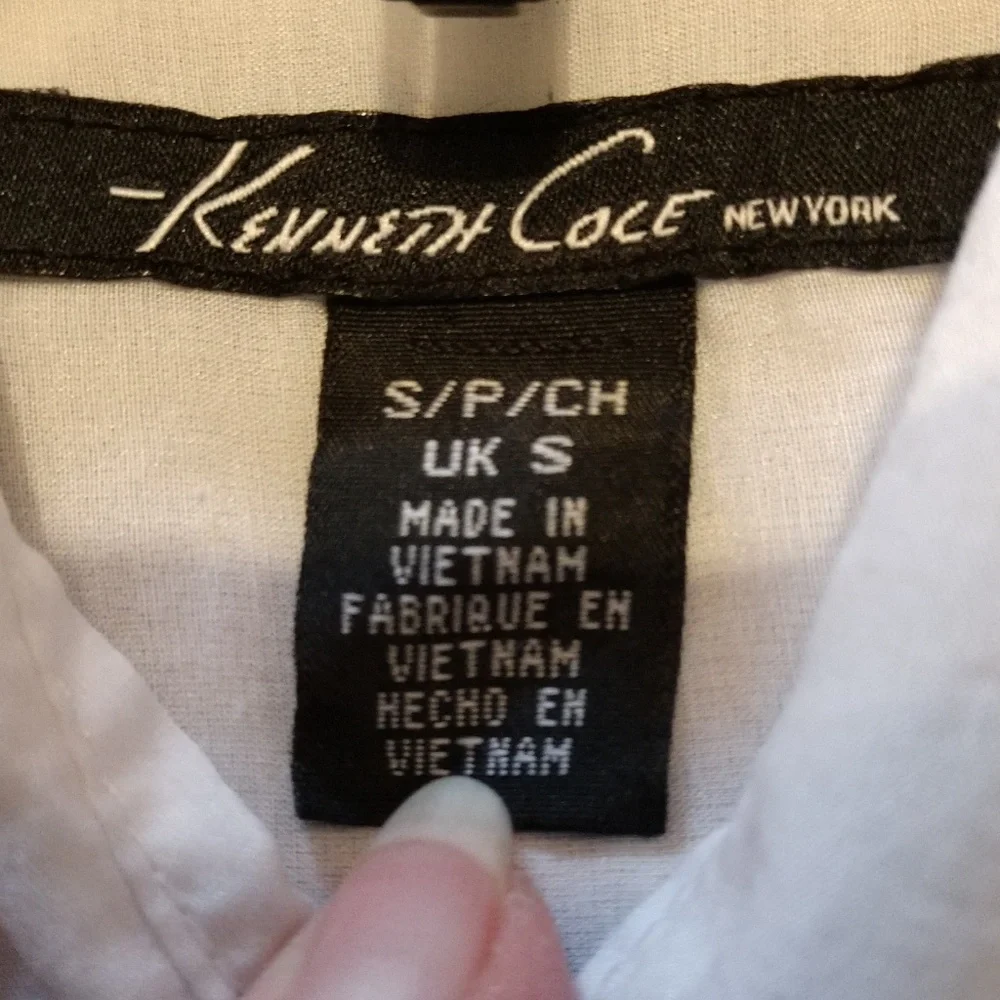 KENNETH COLE NEW YORK
S/P/CH
UK S
MADE IN
VIETNAM
FABRIQUE EN
VIETNAM
HECHO EN
VIETNAM